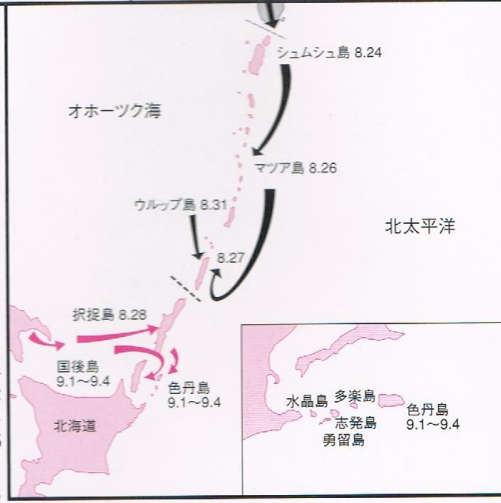 シュムシュ島 8.24
オホーツク海
マツア島 8.26
ウルップ島 8.31
北太平洋
8.27
択捉島 8.28
国後島
9.1〜9.4
色丹島
9.1〜9.4
北海道
水晶島 多楽島
色丹島
9.1〜9.4
志発島
勇留島